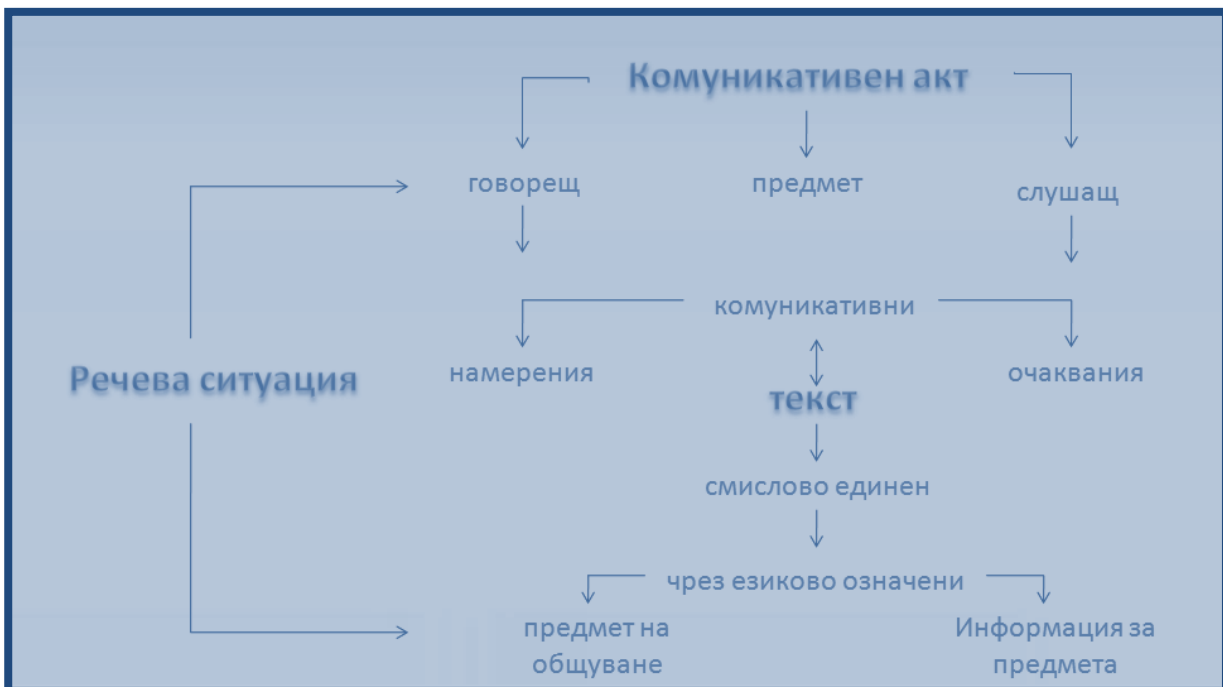 Комуникативен акт
говорещ
предмет
слушащ
комуникативни
Речева ситуация
намерения
очаквания
текст
смислово единен
чрез езиково означени
предмет на
общуване
Информация за
предмета